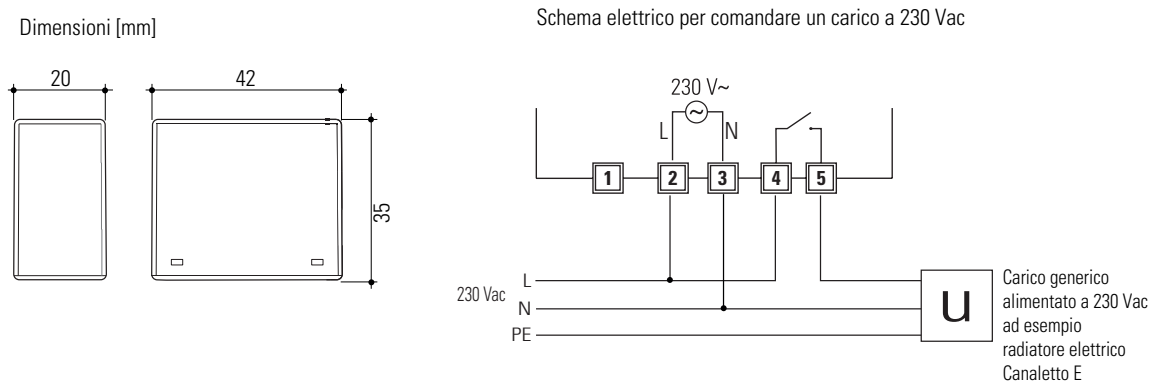 Dimensioni [mm]
20
42
35
Schema elettrico per comandare un carico a 230 Vac
230 V~
L
N
1
2
3
4
5
230 Vac
L
N
PE
U
Carico generico
alimentato a 230 Vac
ad esempio
radiatore elettrico
Canaletto E